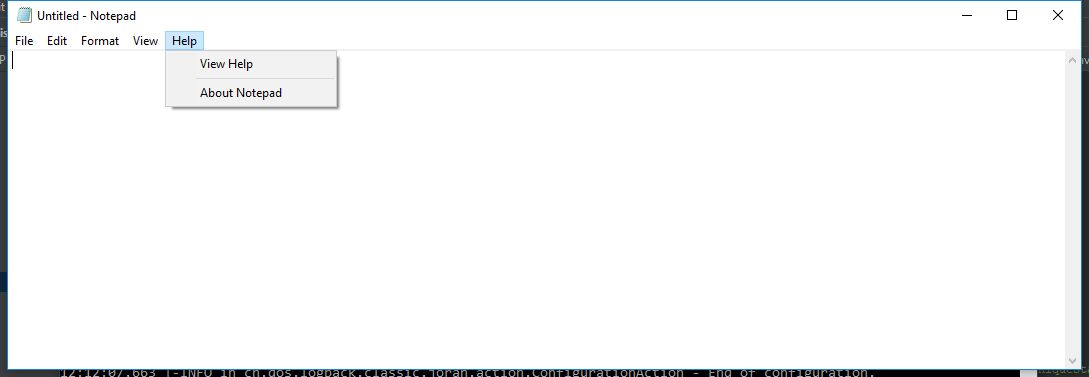 Untitled - Notepad
File Edit Format View Help
View Help
About Notepad
12:12:07,663 |-INFO in ch.qos.logback.classic.joran.action.ConfigurationAction - End of configuration.